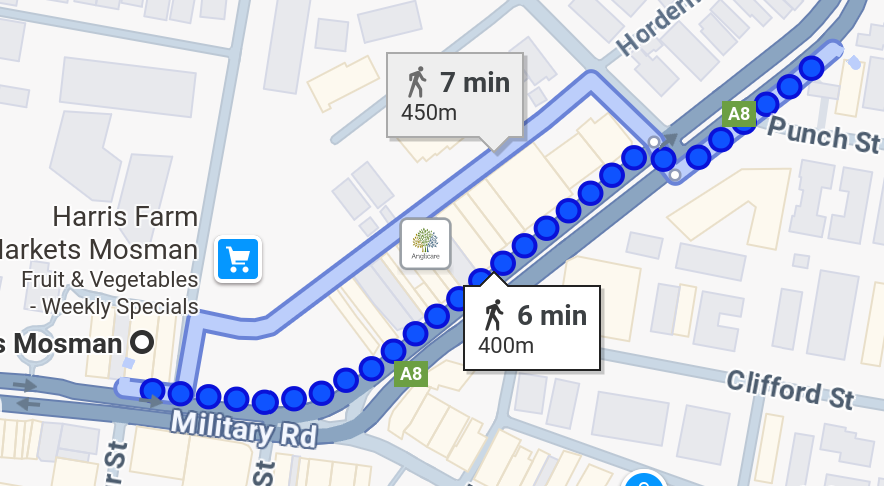 Hordern
7 min
450m
A8
Punch St
Harris Farm
Markets Mosman
Fruit & Vegetables
- Weekly Specials
Anglicare
s Mosman
6 min
400m
A8
Clifford St
Military Rd
r St
St